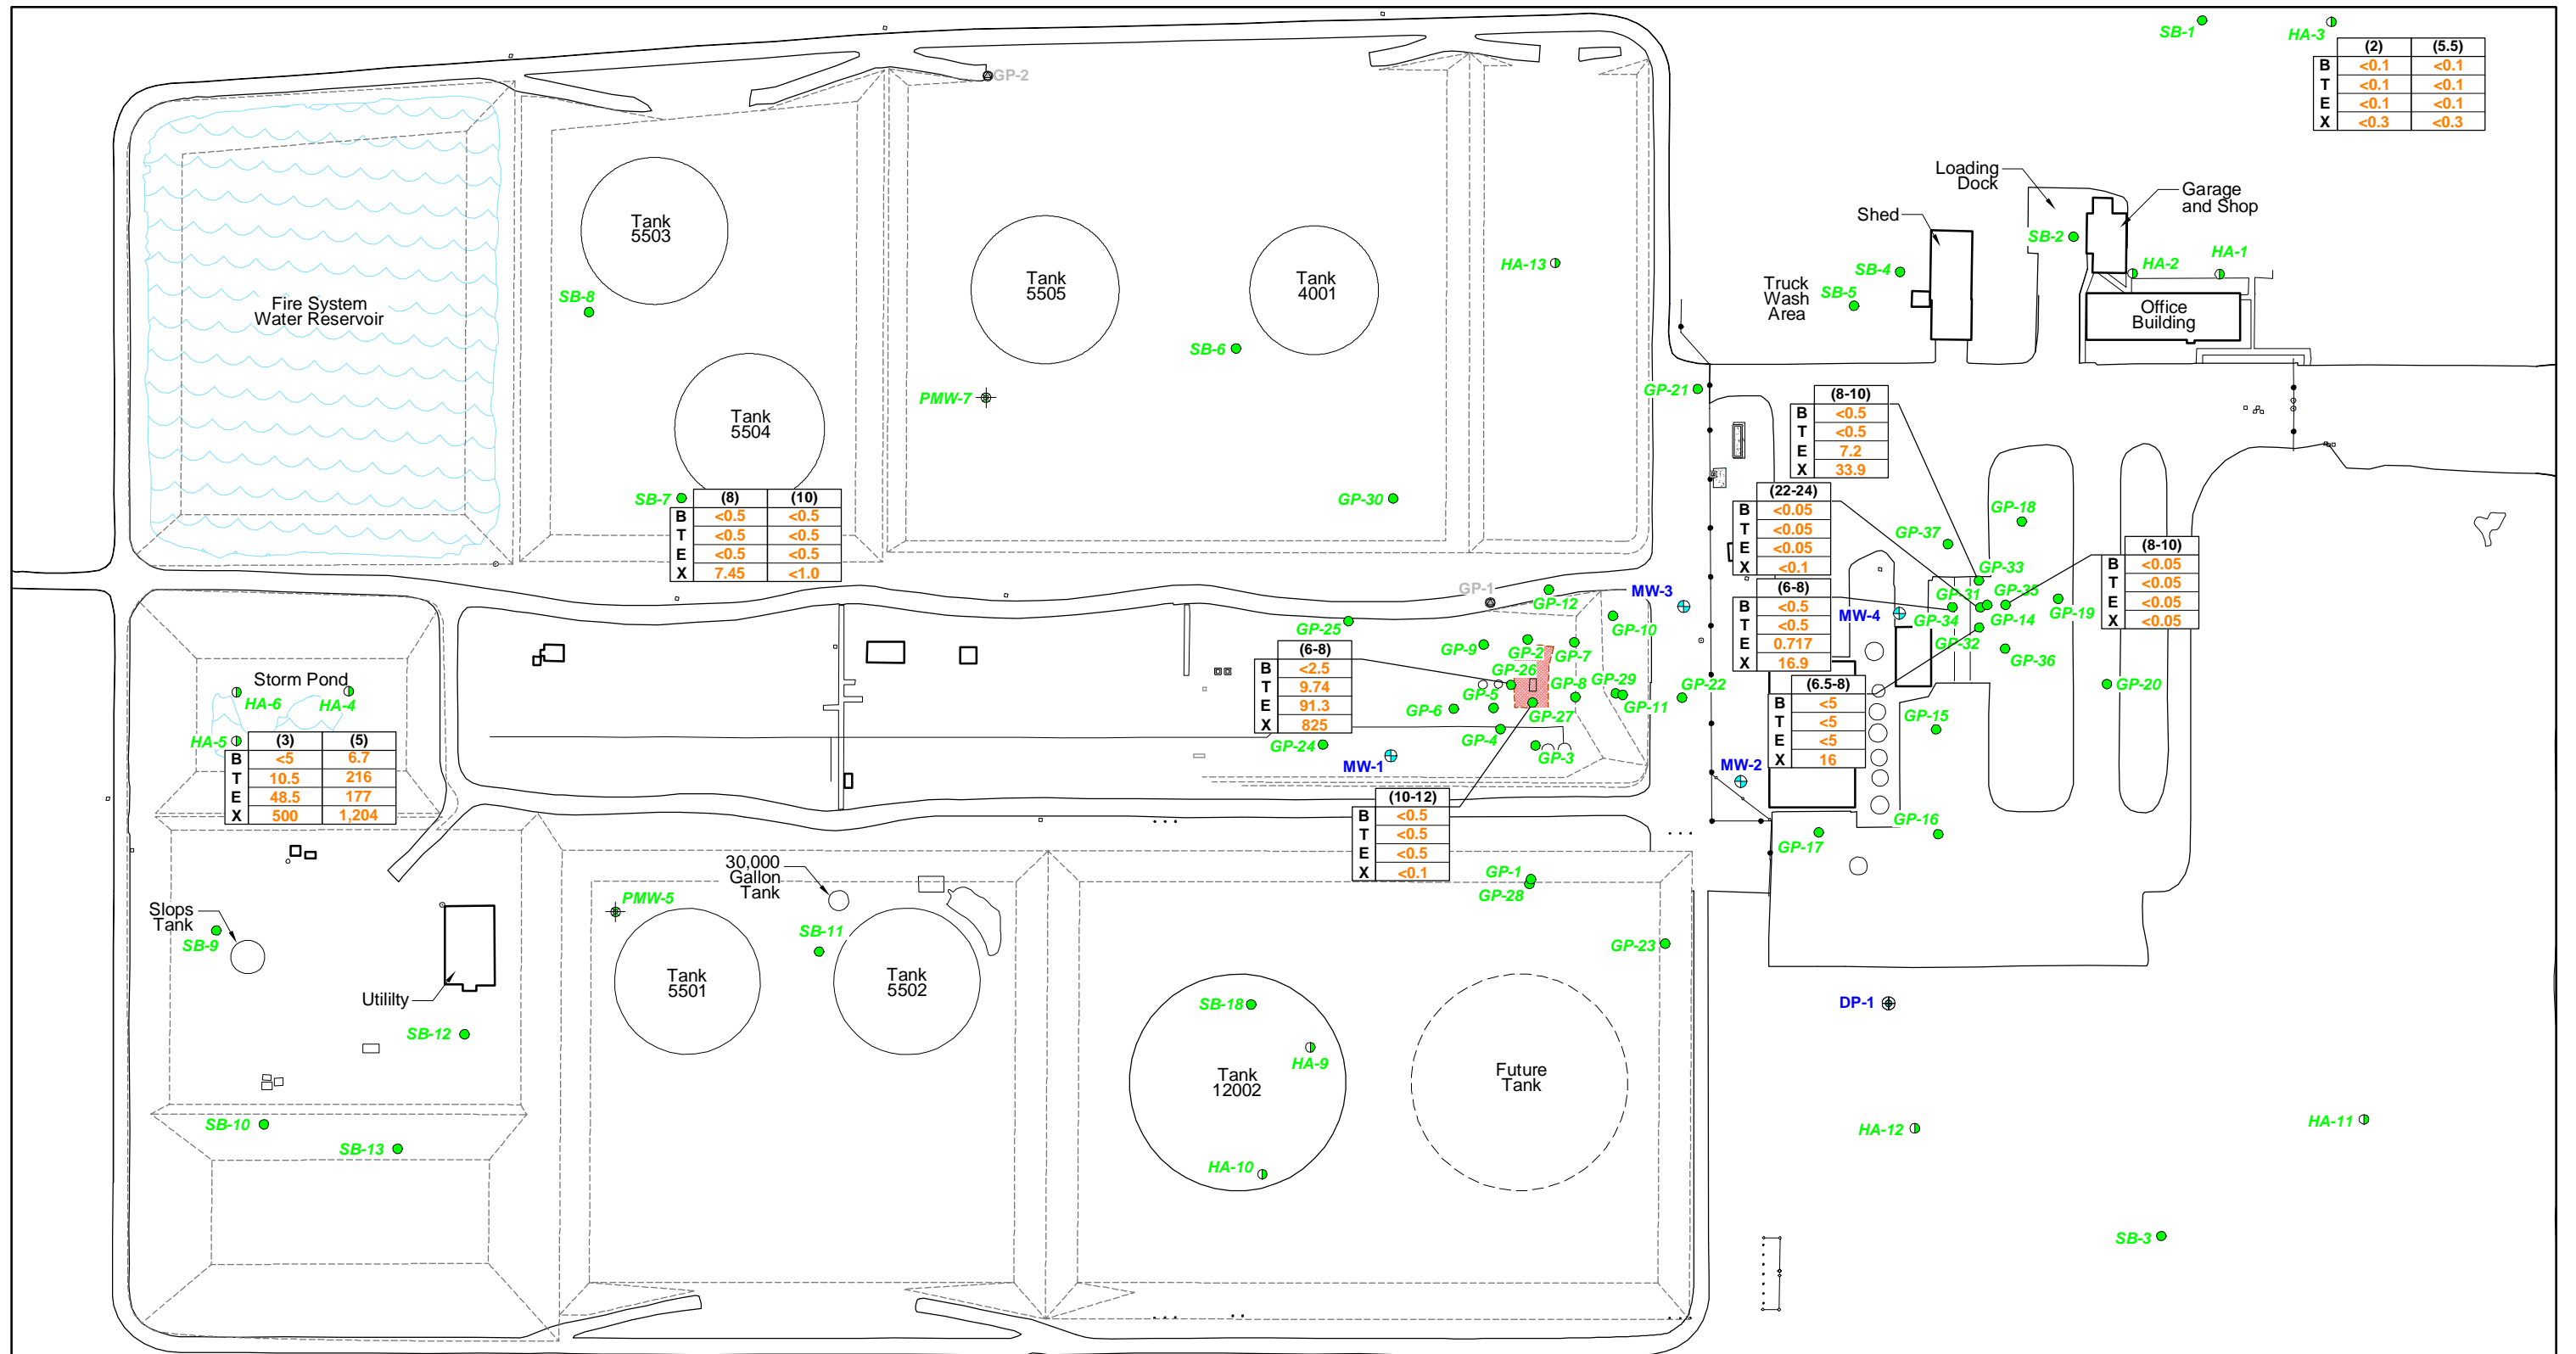 SB-1
HA-3
(2) (5.5)
B <0.1 <0.1
T <0.1 <0.1
E <0.1 <0.1
X <0.3 <0.3
GP-2
Loading
Dock
Garage
and Shop
Shed
SB-2
HA-2
HA-1
SB-4
SB-5
Truck
Wash
Area
Office
Building
Tank
5503
Tank
5505
Tank
4001
HA-13
Fire System
Water Reservoir
SB-8
SB-6
PMW-7
Tank
5504
GP-21
SB-7
(8) (10)
B <0.5 <0.5
T <0.5 <0.5
E <0.5 <0.5
X 7.45 <1.0
GP-30
(8-10)
B <0.5
T <0.5
E 7.2
X 33.9
(22-24)
B <0.05
T <0.05
E <0.05
X <0.1
GP-18
GP-37
(8-10)
B <0.05
T <0.05
E <0.05
X <0.05
GP-33
GP-31
GP-35
GP-34
GP-14
GP-19
GP-32
GP-36
GP-20
(6-8)
B <0.5
T <0.5
E 0.717
X 16.9
MW-4
MW-3
GP-1
GP-12
GP-10
GP-25
GP-9
GP-2
GP-7
GP-26
(6-8)
B <2.5
T 9.74
E 91.3
X 825
GP-5
GP-8
GP-29
GP-6
GP-27
GP-11
GP-22
GP-4
GP-24
GP-3
MW-1
MW-2
(6.5-8)
B <5
T <5
E <5
X 16
GP-15
GP-16
GP-17
Storm Pond
HA-6
HA-4
HA-5
(3) (5)
B <5 6.7
T 10.5 216
E 48.5 177
X 500 1,204
(10-12)
B <0.5
T <0.5
E <0.5
X <0.1
30,000
Gallon
Tank
GP-1
GP-28
PMW-5
Slops
Tank
SB-9
SB-11
GP-23
Tank
5501
Tank
5502
Utililty
SB-12
SB-18
HA-9
Tank
12002
Future
Tank
DP-1
SB-10
SB-13
HA-10
HA-12
HA-11
SB-3